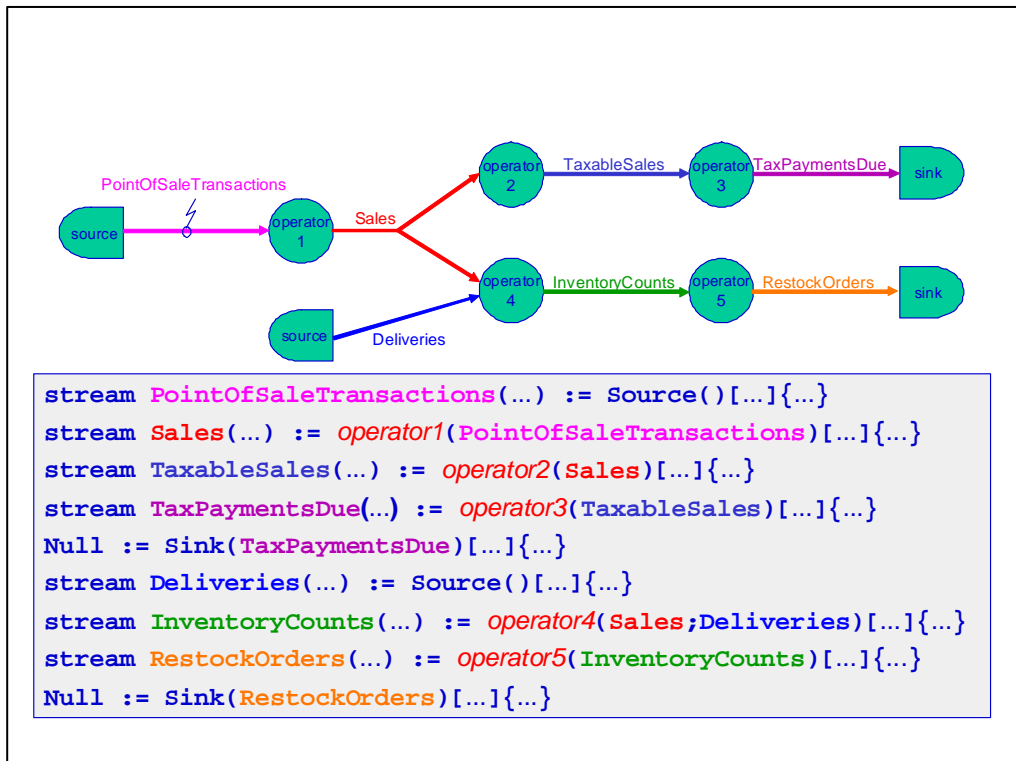 operator
2
TaxableSales
operator
3
TaxPaymentsDue
sink
PointOfSaleTransactions
source
operator
1
Sales
operator
4
InventoryCounts
operator
5
RestockOrders
sink
source
Deliveries
stream PointOfSaleTransactions(…) := Source()[…]{…}
stream Sales(…) := operator1(PointOfSaleTransactions)[…]{…}
stream TaxableSales(…) := operator2(Sales)[…]{…}
stream TaxPaymentsDue(…) := operator3(TaxableSales)[…]{…}
Null := Sink(TaxPaymentsDue)[…]{…}
stream Deliveries(…) := Source()[…]{…}
stream InventoryCounts(…) := operator4(Sales;Deliveries)[…]{…}
stream RestockOrders(…) := operator5(InventoryCounts)[…]{…}
Null := Sink(RestockOrders)[…]{…}